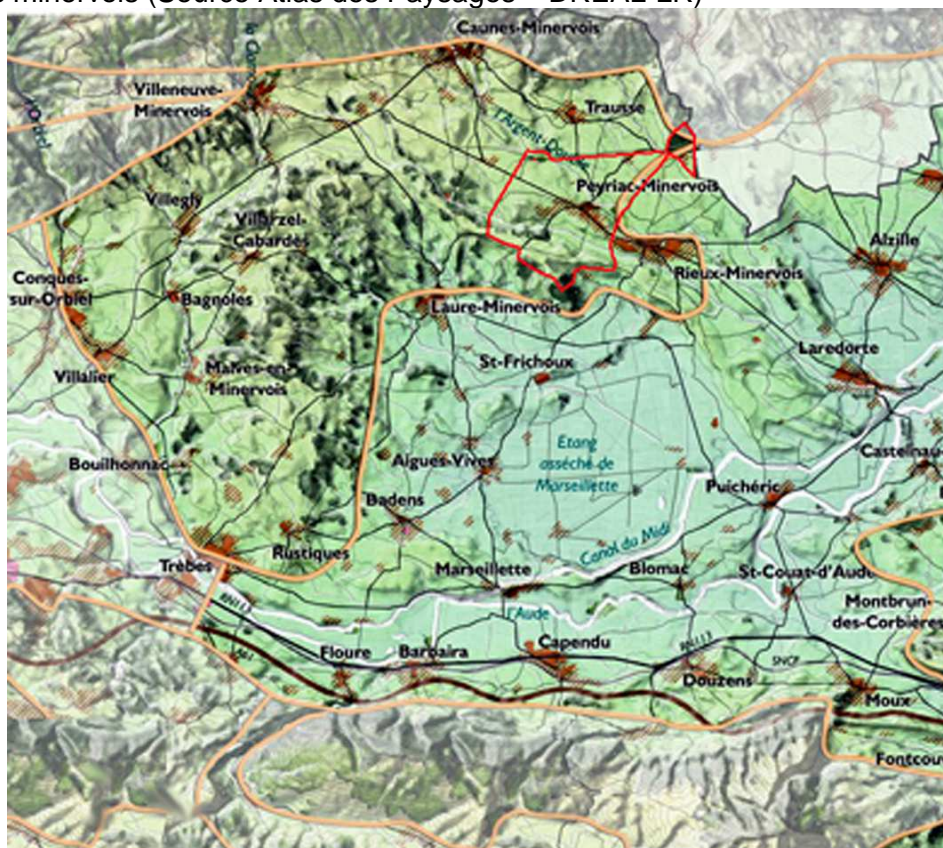 minervois (Source Atlas des Paysages – DREAL LR)
Caunes-Minervois
Villeneuve-
Minervois
Trausse
l'Argent-Dou
Peyriac-Minervois
Villegly
Villarzel-
Cabardès
Alzille
Conques-
sur-Orbiel
Bagnoles
Rieux-Minervois
Laure-Minervois
Villalier
Malves-en-
Minervois
St-Frichoux
Laredorte
Bouilhonnac
Aigues-Vives
Etang
asséché de
Marseillette
Castelnau-
Badens
Puichéric
Trèbes
Rustiques
Canal du Midi
Marseillette
Blomac
St-Couat-d'Aude
RN113
l'Aude
Montbrun-
des-Corbières
A61
Floure
Barbaira
Capendu
RN113
SNCF
Douzens
Moux
Fontcou